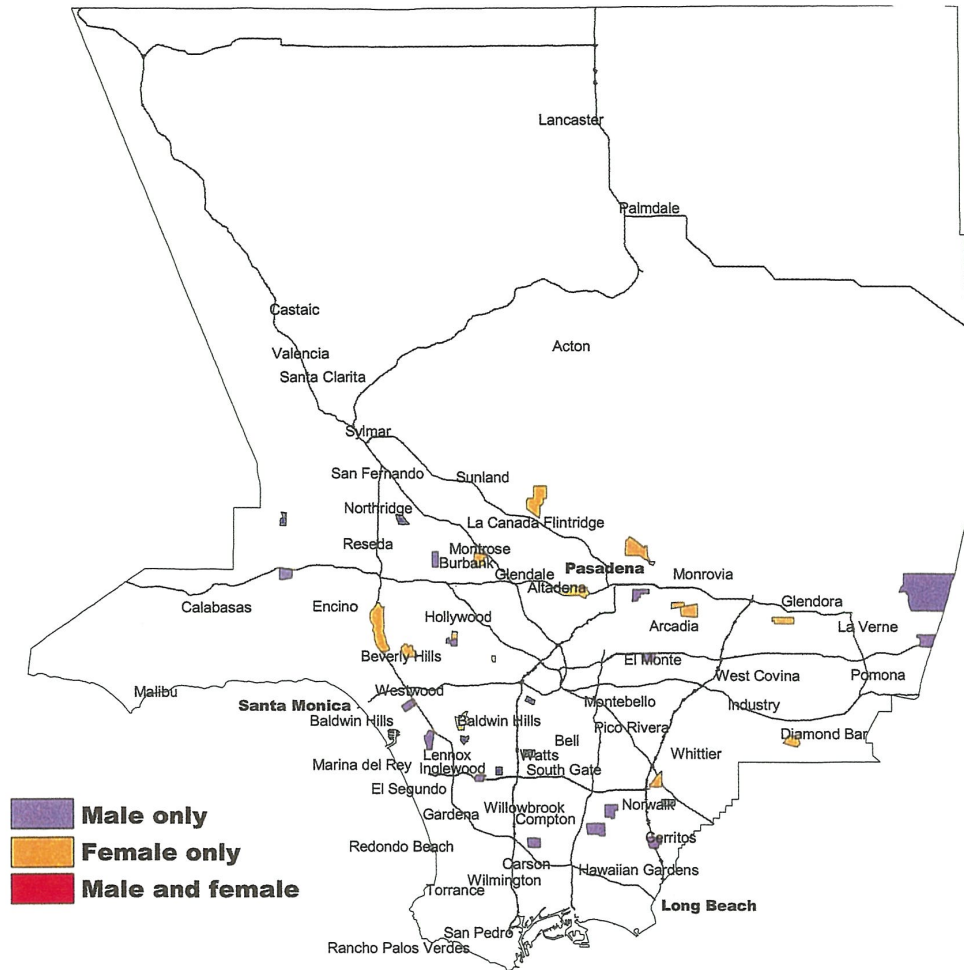 Lancaster
Palmdale
Castaic
Acton
Valencia
Santa Clarita
Sylmar
San Fernando
Sunland
Northridge
La Canada Flintridge
Reseda
Montrose
Burbank
Pasadena
Glendale
Monrovia
Altadena
Calabasas
Encino
Hollywood
Glendora
Arcadia
La Verne
Beverly Hills
El Monte
West Covina
Pomona
Malibu
Westwood
Santa Monica
Montebello
Industry
Baldwin Hills
Baldwin Hills
Pico Rivera
Diamond Bar
Bell
Whittier
Lennox
Watts
Marina del Rey
Inglewood
South Gate
El Segundo
Male only
Gardena
Willowbrook
Norwalk
Compton
Cerritos
Female only
Redondo Beach
Carson
Hawaiian Gardens
Wilmington
Male and female
Torrance
Long Beach
San Pedro
Rancho Palos Verdes